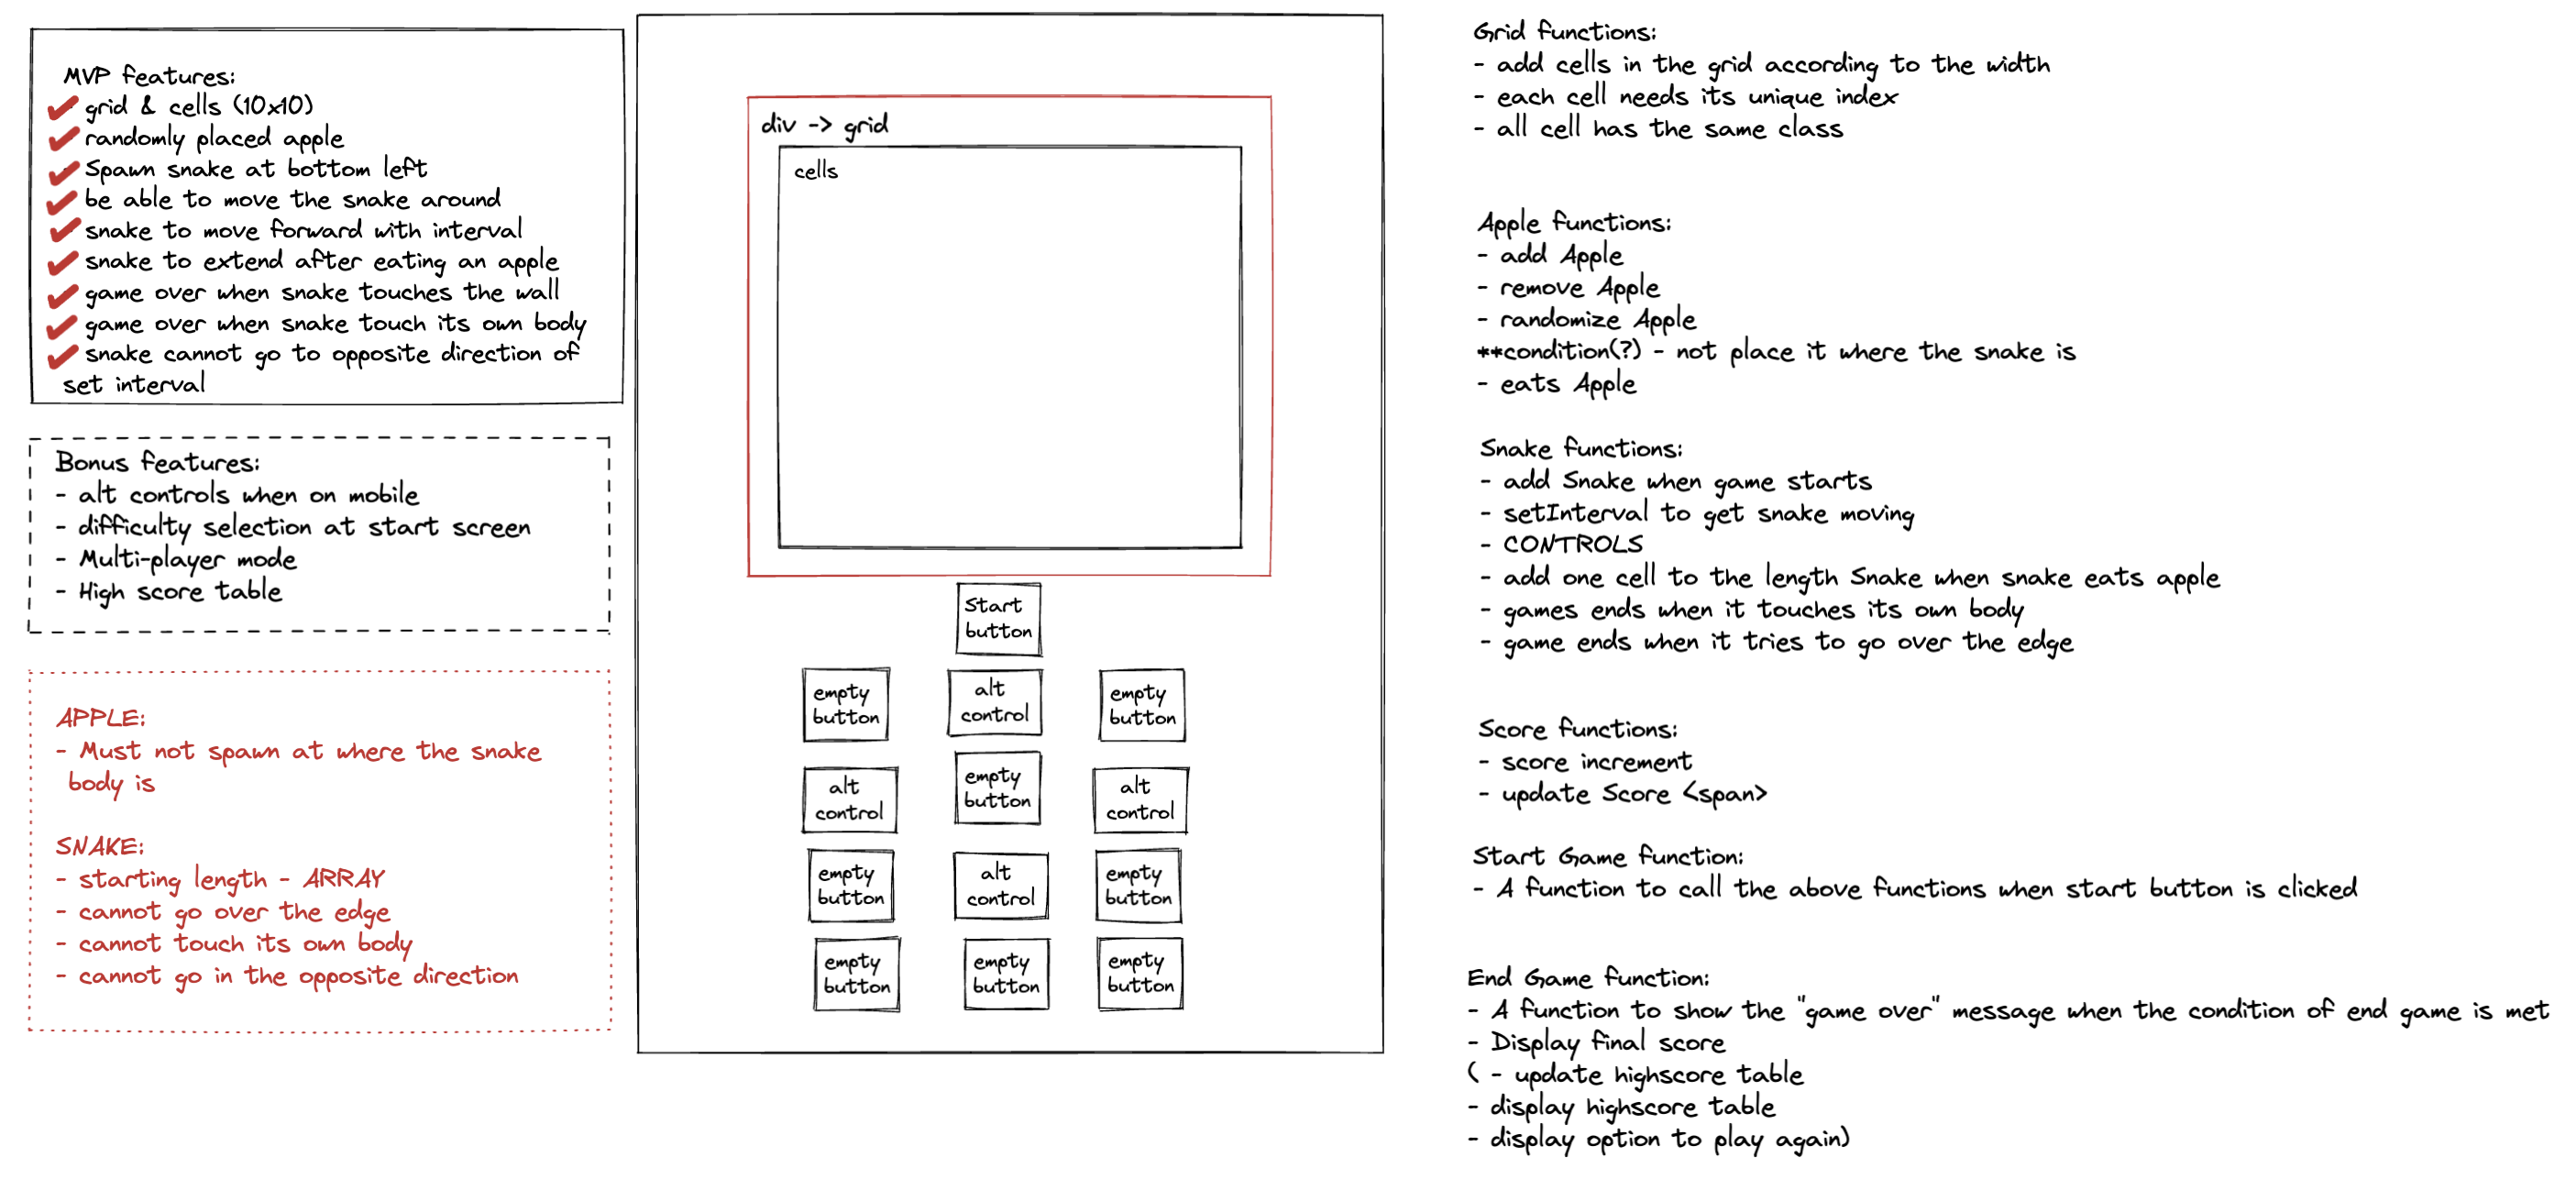 MVP features:
grid & cells (10x10)
randomly placed apple
Spawn snake at bottom left
be able to move the snake around
snake to move forward with interval
snake to extend after eating an apple
game over when snake touches the wall
game over when snake touch its own body
snake cannot go to opposite direction of
set interval
Bonus features:
- alt controls when on mobile
- difficulty selection at start screen
- Multi-player mode
- High score table
APPLE:
- Must not spawn at where the snake
body is
SNAKE:
- starting length - ARRAY
- cannot go over the edge
- cannot touch its own body
- cannot go in the opposite direction
div -> grid
cells
Start
button
empty
button
alt
control
empty
button
alt
control
empty
button
alt
control
empty
button
alt
control
empty
button
empty
button
empty
button
empty
button
Grid functions:
- add cells in the grid according to the width
- each cell needs its unique index
- all cell has the same class
Apple functions:
- add Apple
- remove Apple
- randomize Apple
**condition(?) - not place it where the snake is
- eats Apple
Snake functions:
- add Snake when game starts
- setInterval to get snake moving
- CONTROLS
- add one cell to the length Snake when snake eats apple
- games ends when it touches its own body
- game ends when it tries to go over the edge
Score functions:
- score increment
- update Score <span>
Start Game function:
- A function to call the above functions when start button is clicked
End Game function:
- A function to show the "game over" message when the condition of end game is met
- Display final score
( - update highscore table
- display highscore table
- display option to play again)